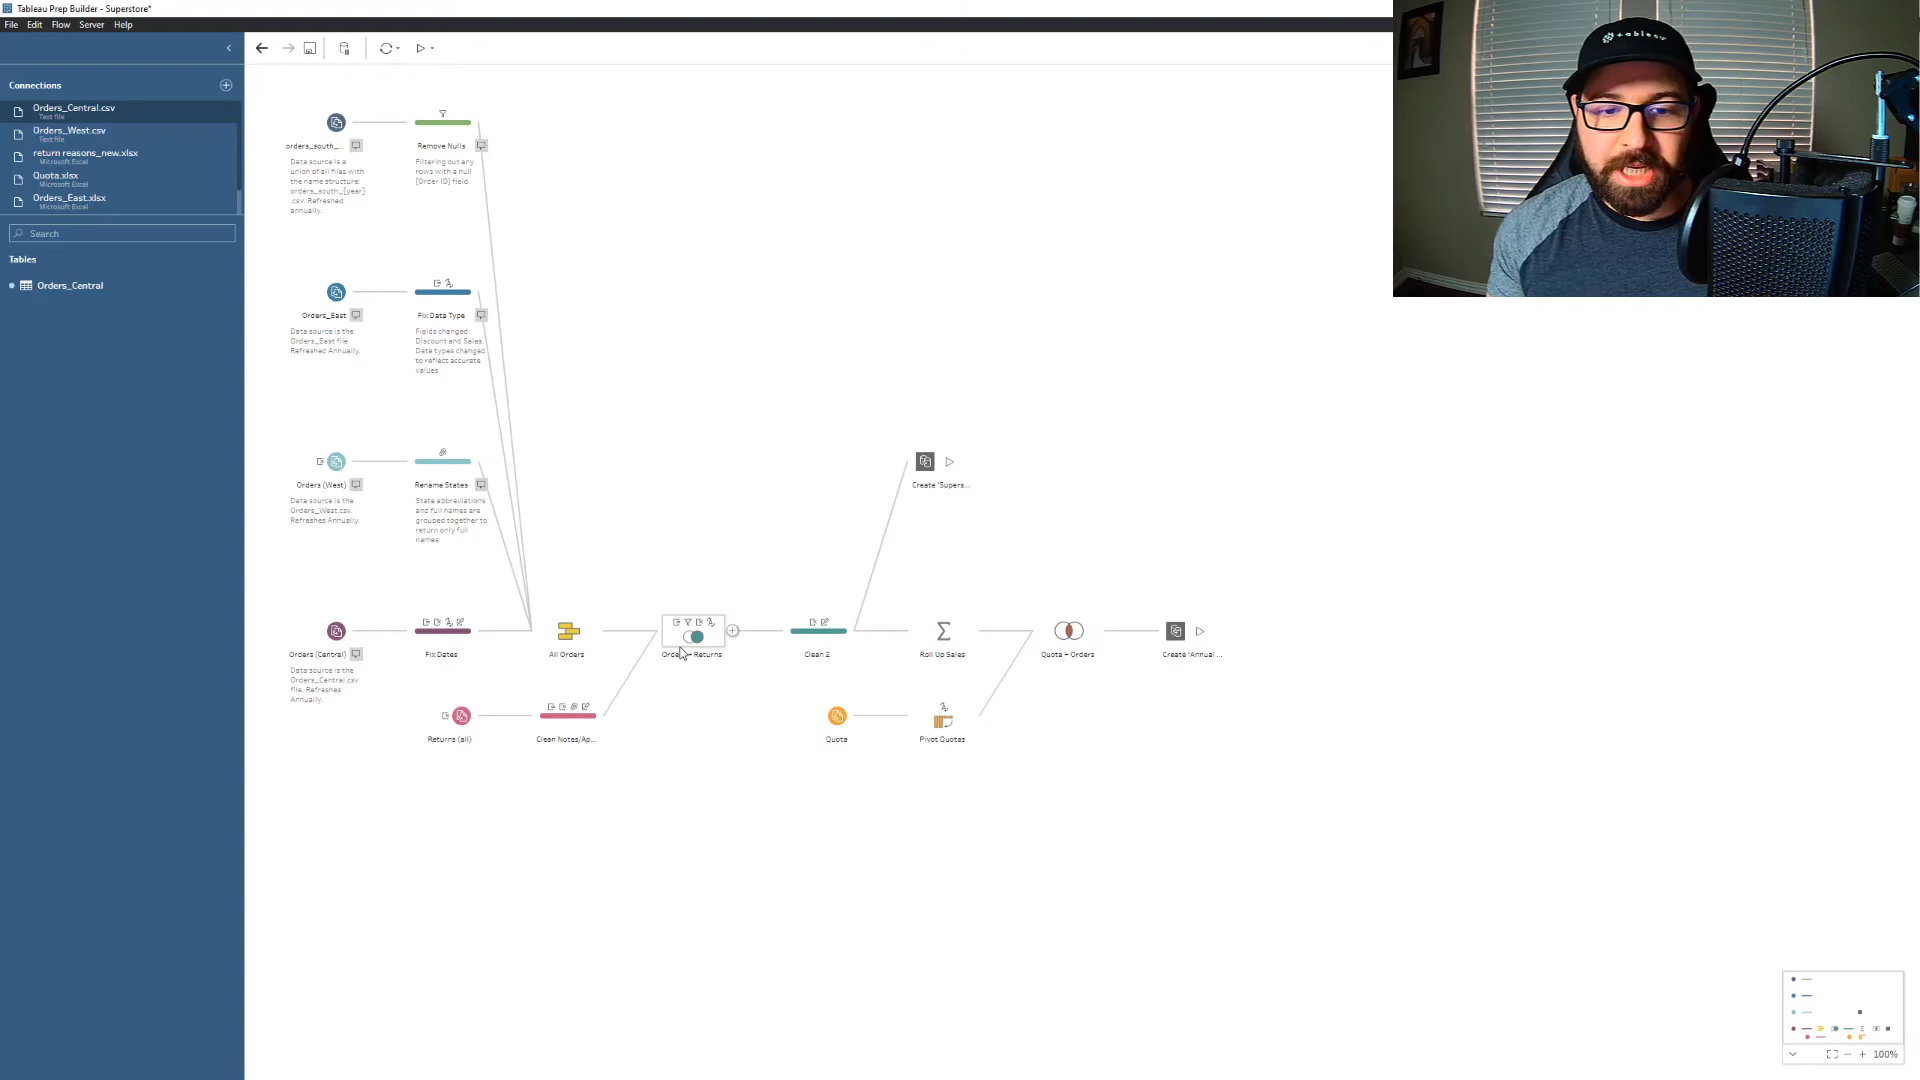 Tableau Prep Builder - Superstore*
File Edit Flow Server Help
Connections
Orders_Central.csv
Text file
Orders_West.csv
Text file
return reasons_new.xlsx
Microsoft Excel
Quota.xlsx
Microsoft Excel
Orders_East.xlsx
Microsoft Excel
Search
Tables
Orders_Central
orders_south_...
Data source is a
union of all files with
the name structure:
orders_south_[year]
.csv. Refreshed
annually.
Remove Nulls
Filtering out any
rows with a null
[Order ID] field.
Orders_East
Data source is the
Orders_East file
Refreshed Annually.
Fix Data Type
Fields changed:
Discount and Sales.
Data types changed
to reflect accurate
values
Orders (West)
Data source is the
Orders_West.csv.
Refreshes Annually.
Rename States
State abbreviations
and full names are
grouped together to
return only full
names
Create 'Supers...
Orders (Central)
Data source is the
Orders_Central.csv
file. Refreshes
Annually.
Fix Dates
All Orders
Orders + Returns
Clean 2
Roll Up Sales
Quota + Orders
Create 'Annual ...
Returns (all)
Clean Notes/Ap...
Quota
Pivot Quotas
100%
+tableau